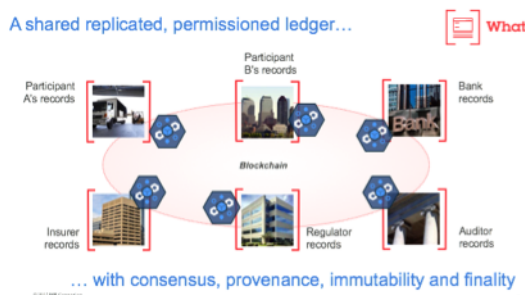 A shared replicated, permissioned ledger…
What
Participant
A's records
Participant
B's records
Bank
records
Bank
Blockchain
Insurer
records
Regulator
records
Auditor
records
… with consensus, provenance, immutability and finality